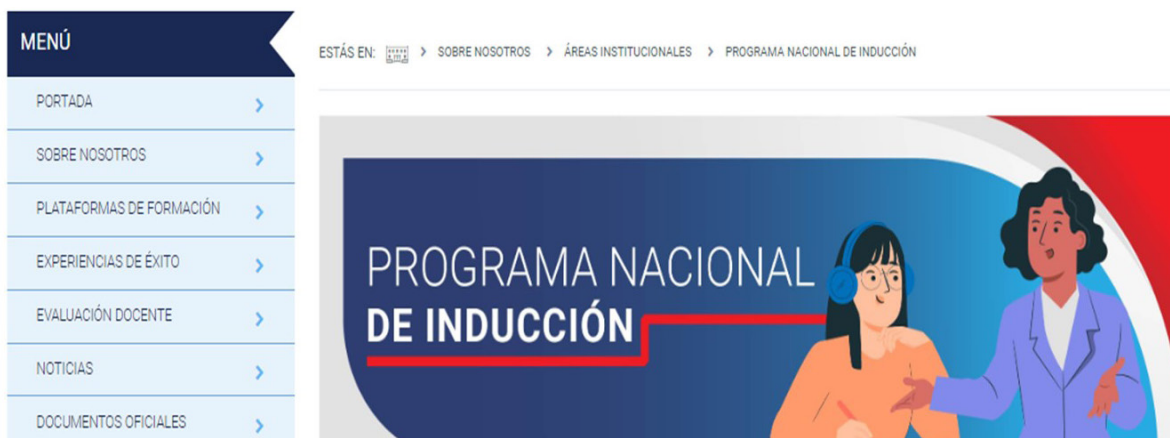 MENÚ
PORTADA
SOBRE NOSOTROS
PLATAFORMAS DE FORMACIÓN
EXPERIENCIAS DE ÉXITO
EVALUACIÓN DOCENTE
NOTICIAS
DOCUMENTOS OFICIALES
ESTÁS EN: > SOBRE NOSOTROS > ÁREAS INSTITUCIONALES > PROGRAMA NACIONAL DE INDUCCIÓN
PROGRAMA NACIONAL
DE INDUCCIÓN